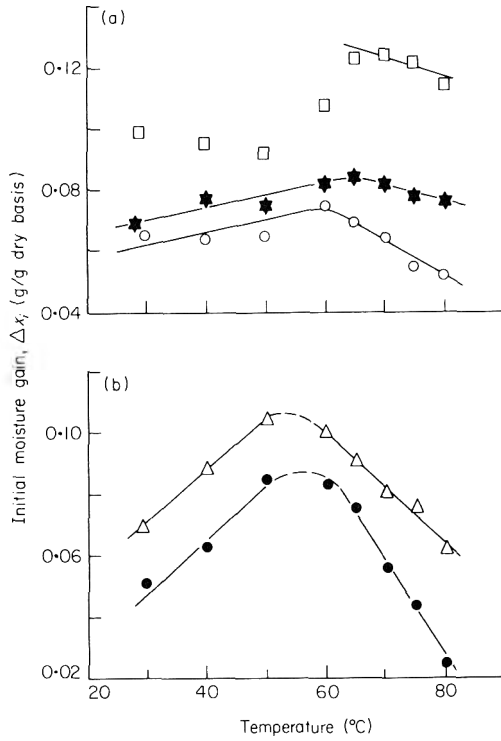 (a)
0·12
0·08
0·04
Initial moisture gain, Δxᵢ (g/g dry basis)
(b)
0·10
0·06
0·02
20 40 60 80
Temperature (°C)